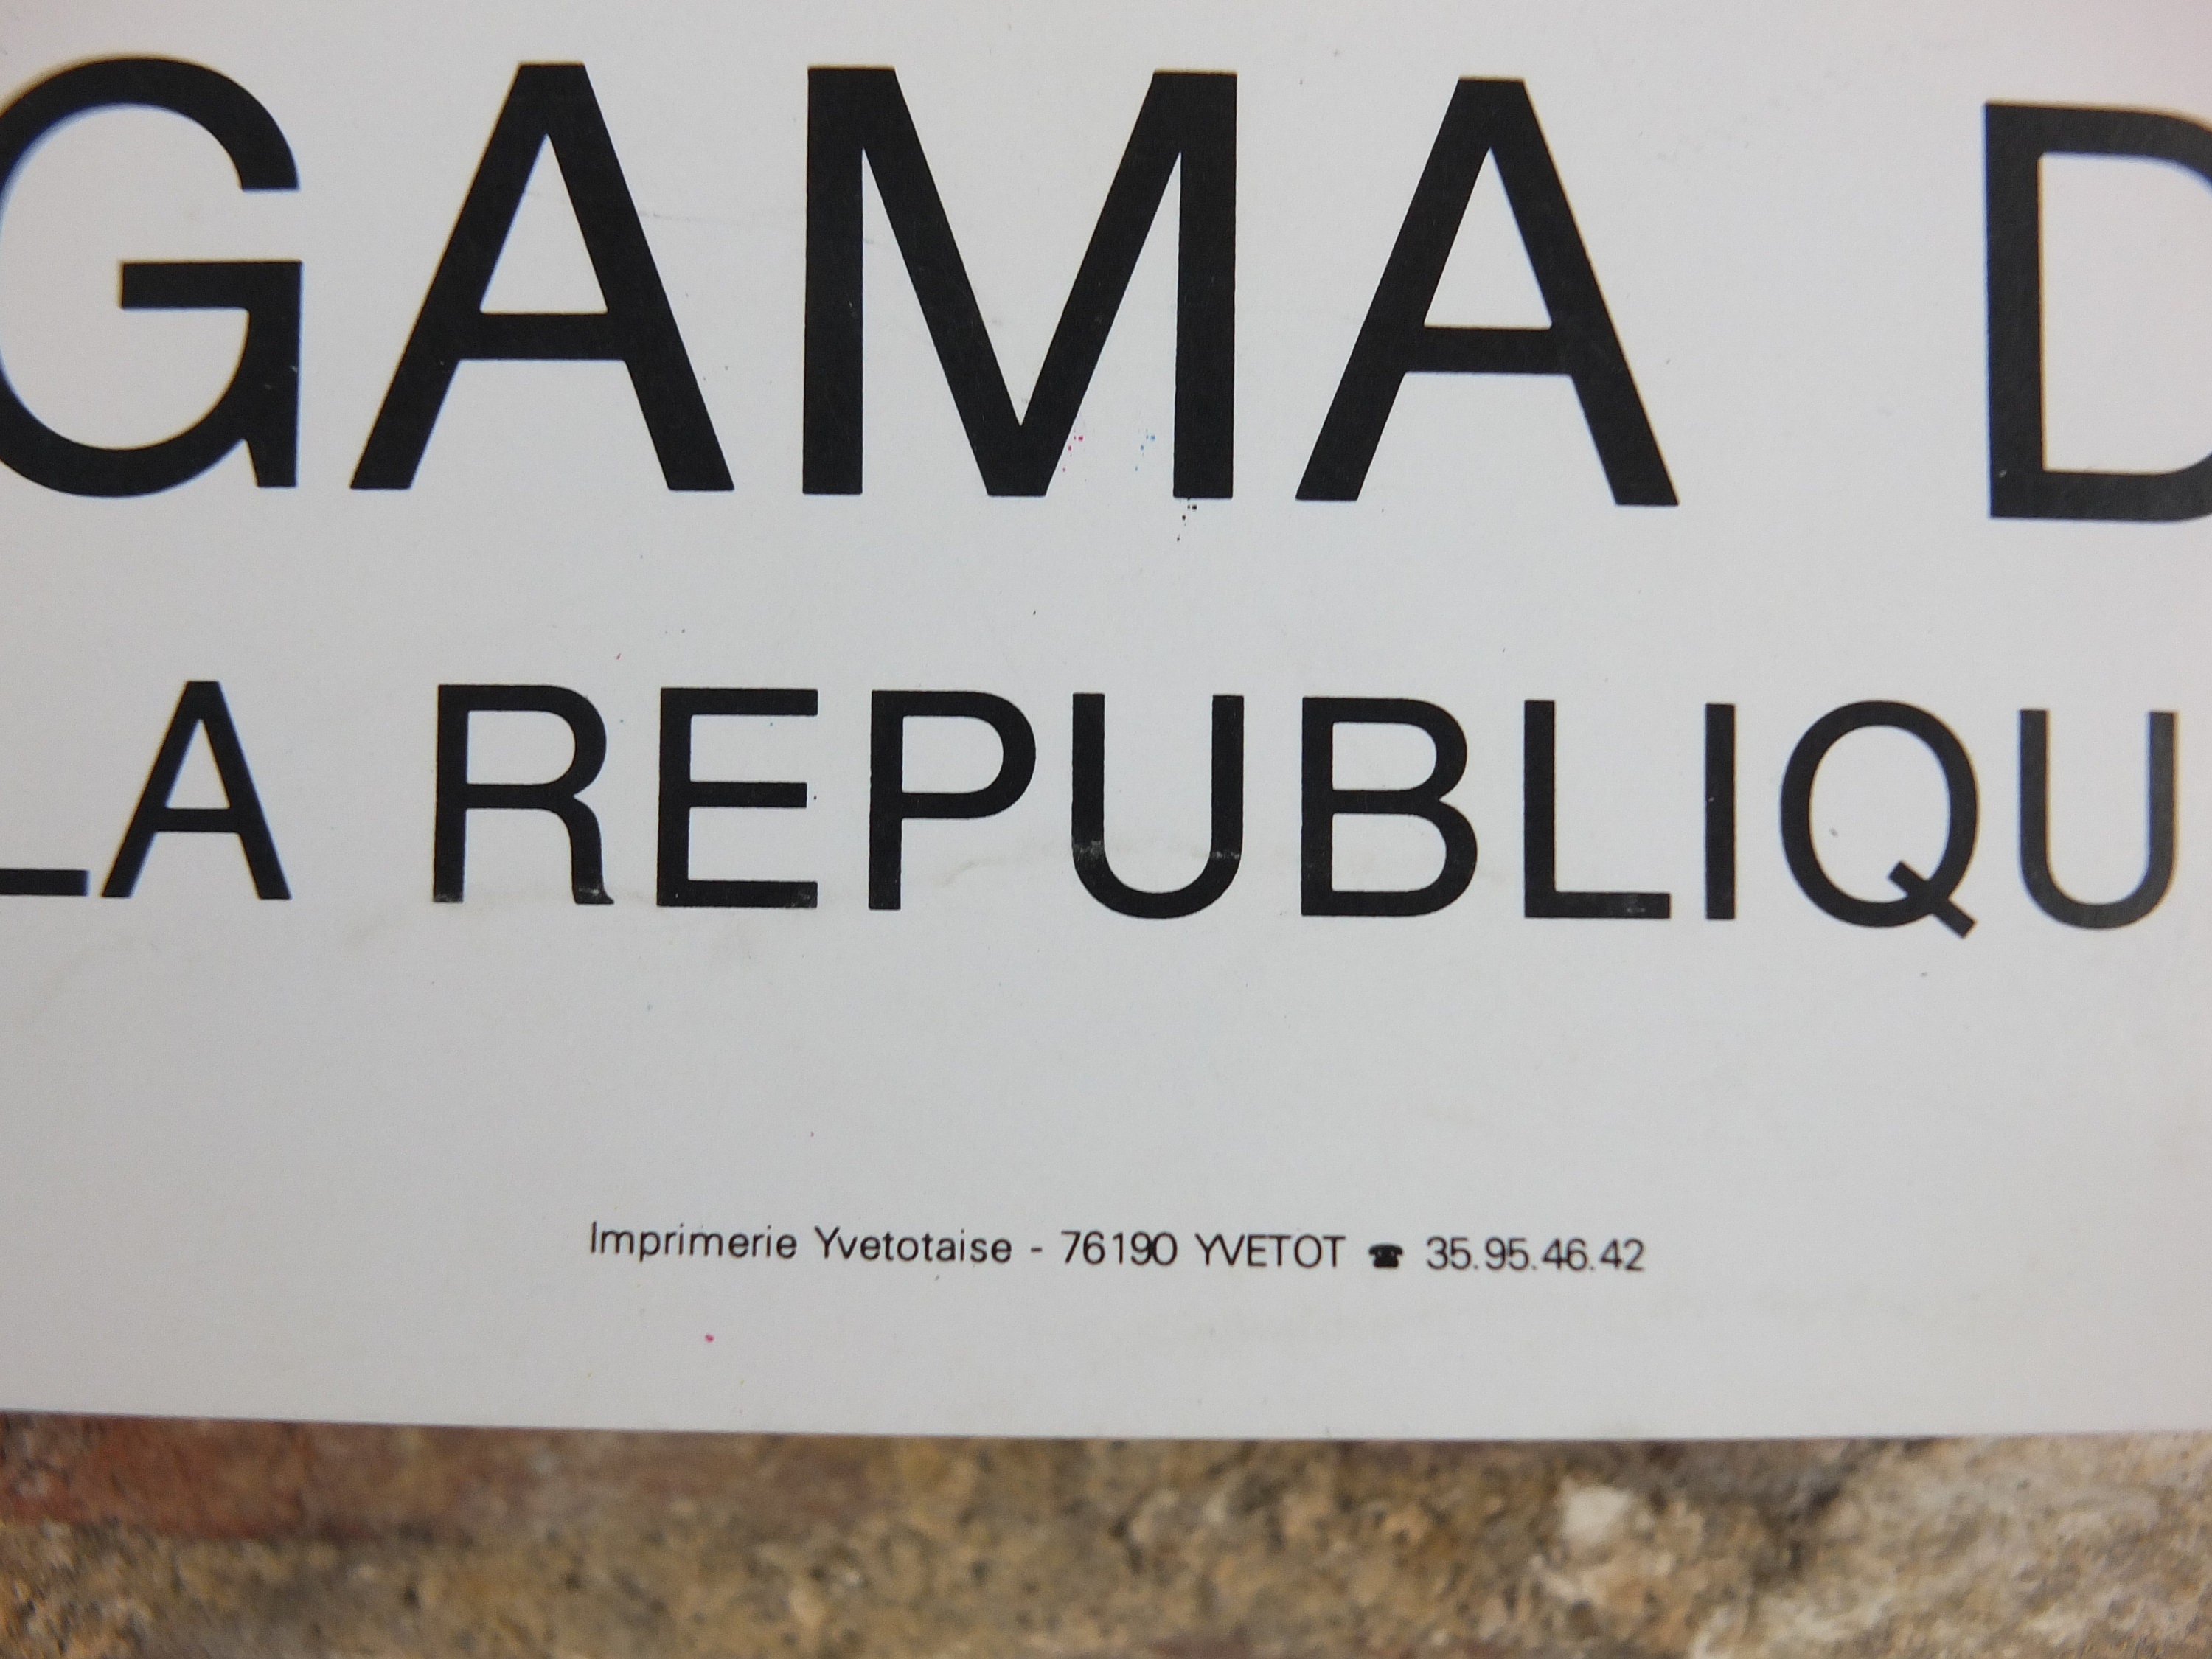 GAMA D
LA REPUBLIQU
Imprimerie Yvetotaise - 76190 YVETOT ☎ 35.95.46.42